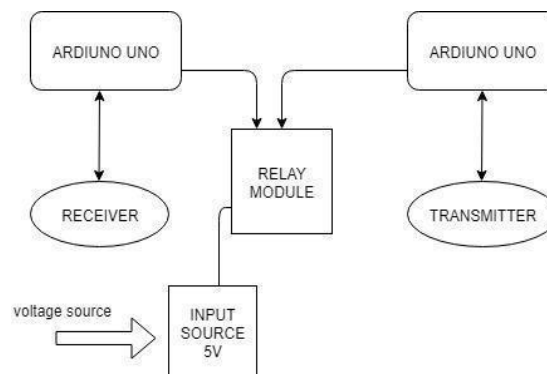 ARDIUNO UNO
ARDIUNO UNO
RELAY
MODULE
RECEIVER
TRANSMITTER
voltage source
INPUT
SOURCE
5V